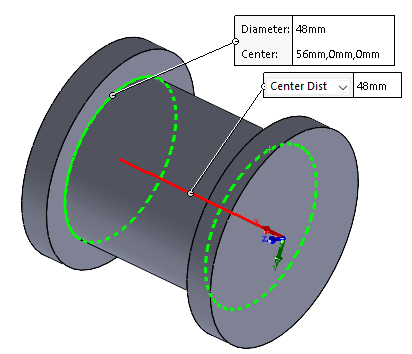 Diameter: 48mm
Center: 56mm,0mm,0mm
Center Dist 48mm
X
Z